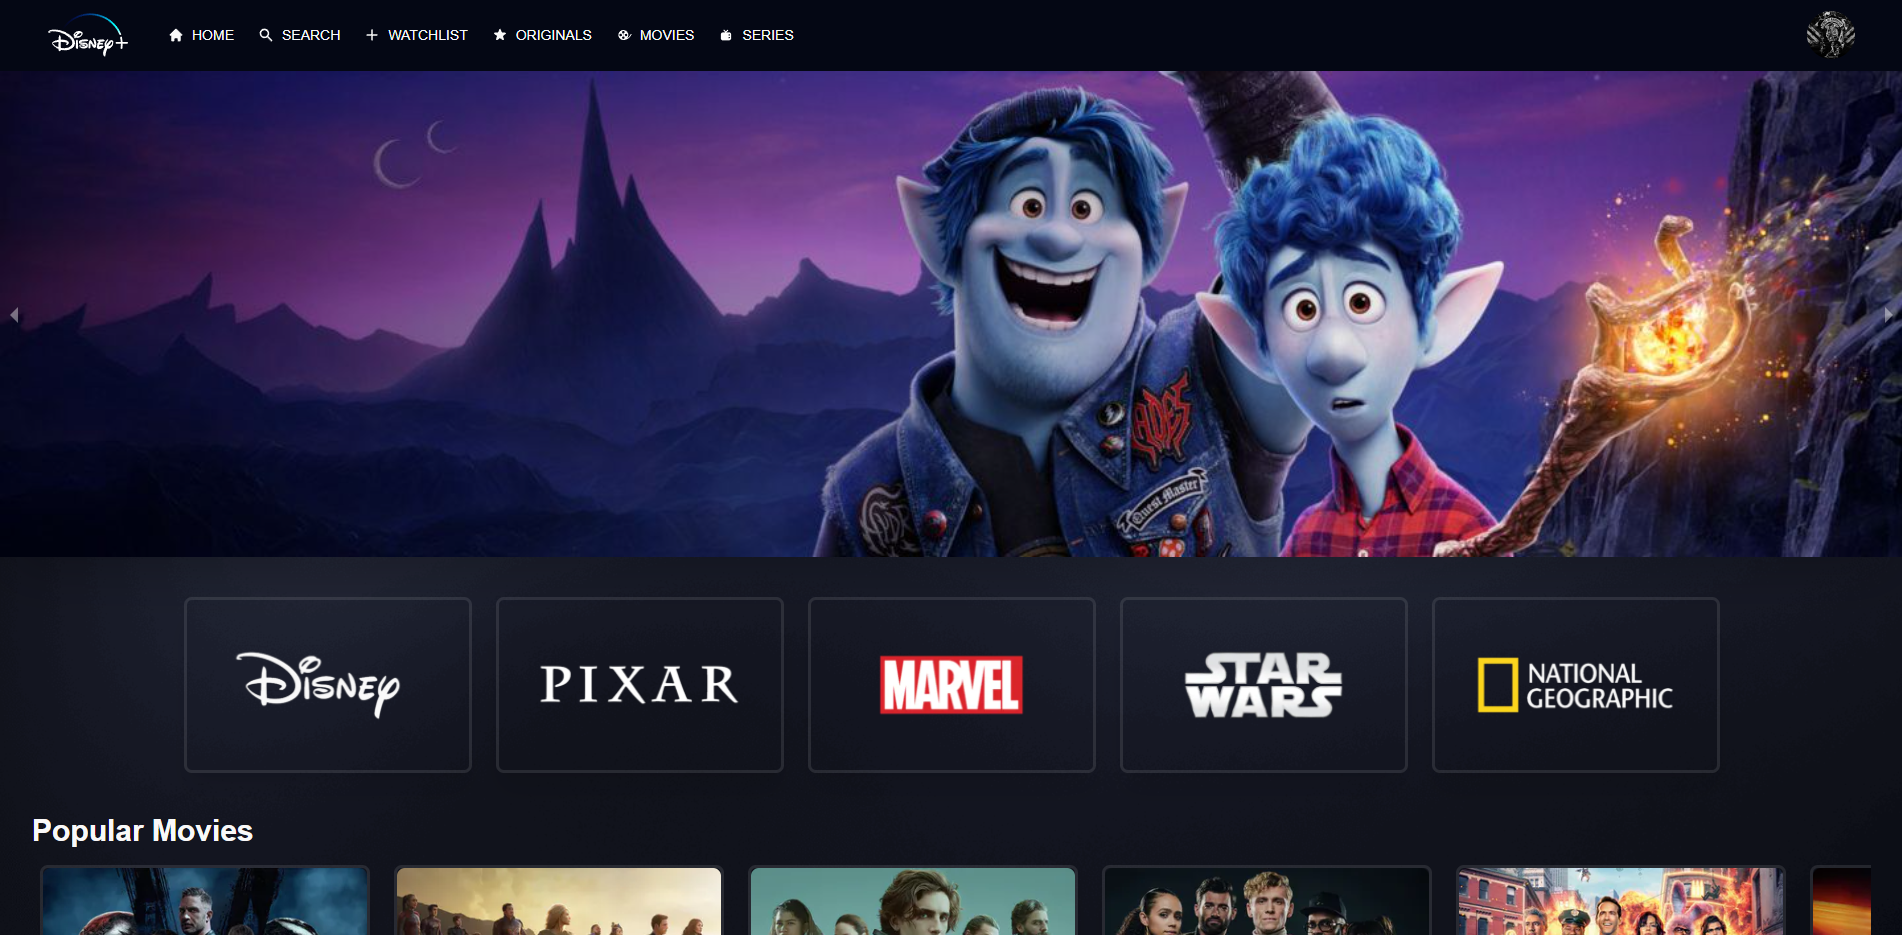 Disney+
HOME
SEARCH
WATCHLIST
ORIGINALS
MOVIES
SERIES
Quest Master
Disney
PIXAR
MARVEL
STAR
WARS
NATIONAL
GEOGRAPHIC
Popular Movies